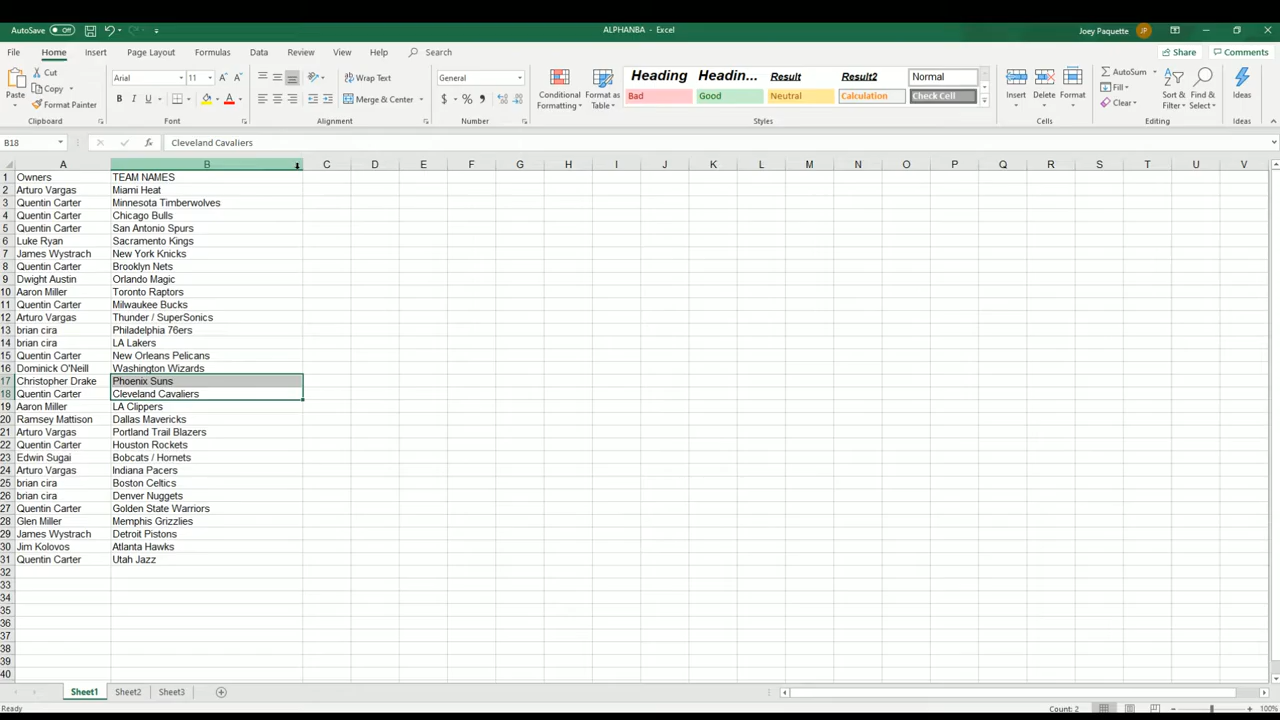 AutoSave Off ALPHANBA - Excel Joey Paquette JP
File Home Insert Page Layout Formulas Data Review View Help Search Share Comments
Cut Arial 11 Wrap Text General Heading Headin... Result Result2 Normal AutoSum
Copy Fill
Paste Format Painter B I U Merge & Center $ % Conditional Formatting Format as Table Bad Good Neutral Calculation Check Cell Insert Delete Format Clear Sort & Filter Find & Select Ideas
Clipboard Font Alignment Number Styles Cells Editing Ideas
B18 fx Cleveland Cavaliers
A B C D E F G H I J K L M N O P Q R S T U V
1 Owners TEAM NAMES
2 Arturo Vargas Miami Heat
3 Quentin Carter Minnesota Timberwolves
4 Quentin Carter Chicago Bulls
5 Quentin Carter San Antonio Spurs
6 Luke Ryan Sacramento Kings
7 James Wystrach New York Knicks
8 Quentin Carter Brooklyn Nets
9 Dwight Austin Orlando Magic
10 Aaron Miller Toronto Raptors
11 Quentin Carter Milwaukee Bucks
12 Arturo Vargas Thunder / SuperSonics
13 brian cira Philadelphia 76ers
14 brian cira LA Lakers
15 Quentin Carter New Orleans Pelicans
16 Dominick O'Neill Washington Wizards
17 Christopher Drake Phoenix Suns
18 Quentin Carter Cleveland Cavaliers
19 Aaron Miller LA Clippers
20 Ramsey Mattison Dallas Mavericks
21 Arturo Vargas Portland Trail Blazers
22 Quentin Carter Houston Rockets
23 Edwin Sugai Bobcats / Hornets
24 Arturo Vargas Indiana Pacers
25 brian cira Boston Celtics
26 brian cira Denver Nuggets
27 Quentin Carter Golden State Warriors
28 Glen Miller Memphis Grizzlies
29 James Wystrach Detroit Pistons
30 Jim Kolovos Atlanta Hawks
31 Quentin Carter Utah Jazz
32
33
34
35
36
37
38
39
40
Sheet1 Sheet2 Sheet3
Ready Count: 2 100%